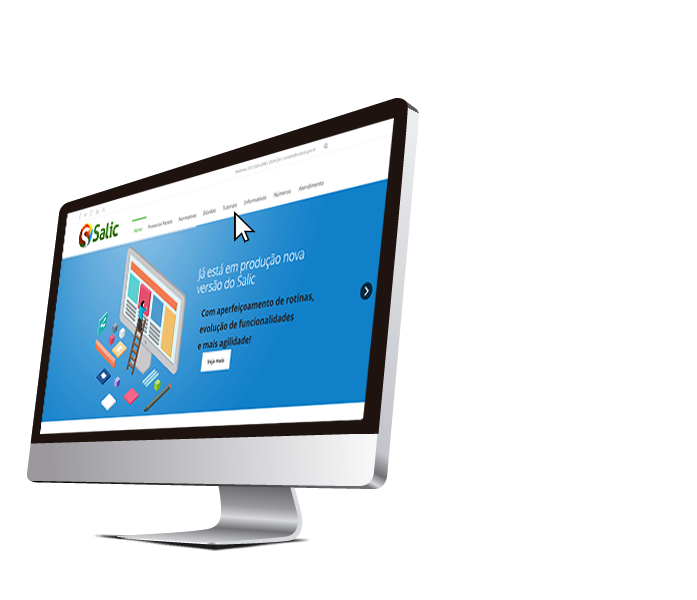 Salic
Home Primeiros Passos Normativos Dúvidas Tutoriais Informativos Números Atendimento
Já está em produção nova
versão do Salic
Com aperfeiçoamento de rotinas,
evolução de funcionalidades
e mais agilidade!
Veja mais